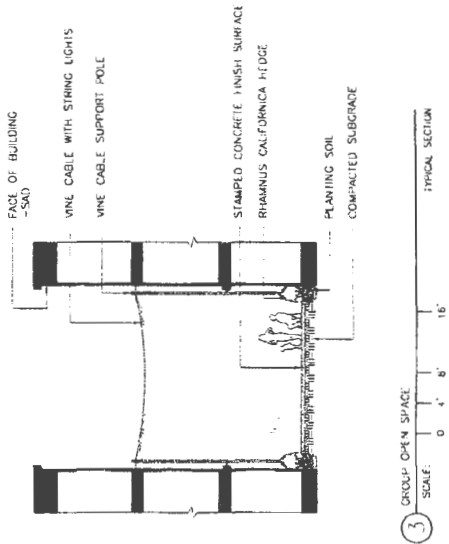 FACE OF BUILDING
-SAD
VINE CABLE WITH STRING LIGHTS
VINE CABLE SUPPORT POLE
STAMPED CONCRETE FINISH SURFACE
RHAMNUS CALIFORNICA HEDGE
PLANTING SOIL
COMPACTED SUBGRADE
3
GROUP OPEN SPACE
TYPICAL SECTION
SCALE:
0 4' 8' 16'